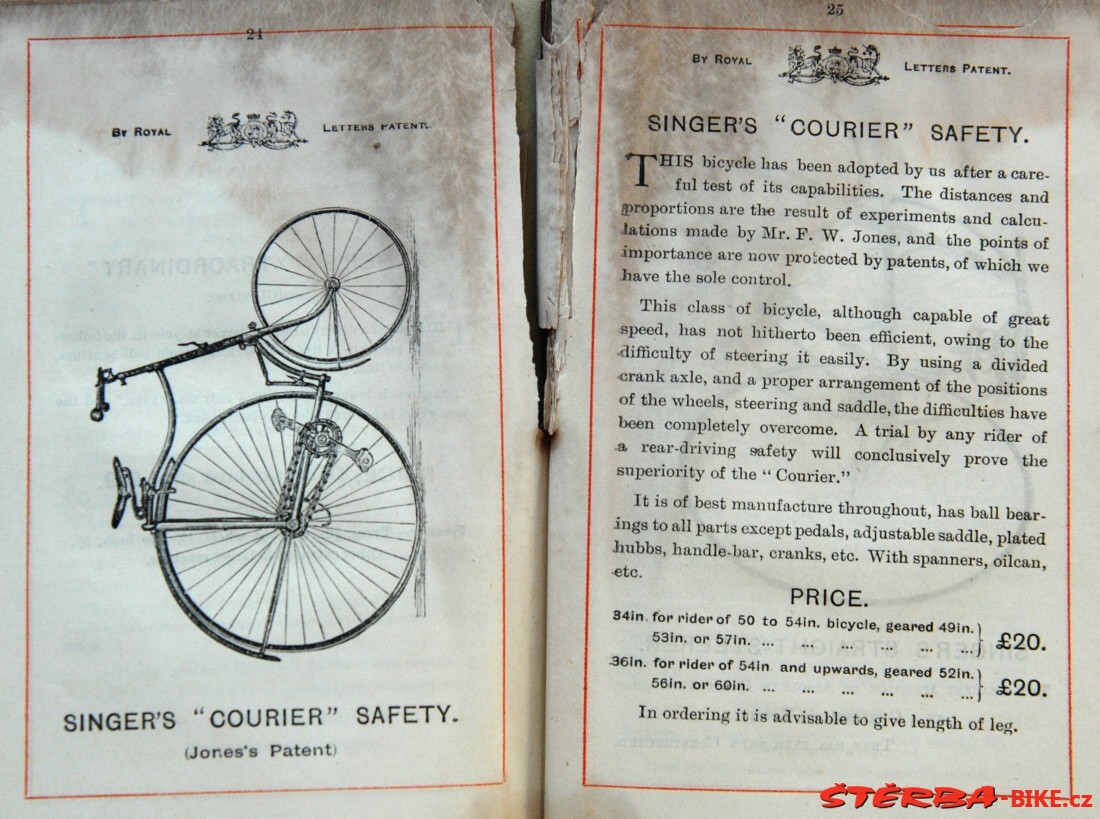 24
By Royal Letters Patent.
SINGER'S "COURIER" SAFETY.
(Jones's Patent)
25
By Royal Letters Patent.
SINGER'S "COURIER" SAFETY.
THIS bicycle has been adopted by us after a care-
ful test of its capabilities. The distances and
proportions are the result of experiments and calcu-
lations made by Mr. F. W. Jones, and the points of
importance are now protected by patents, of which we
have the sole control.
This class of bicycle, although capable of great
speed, has not hitherto been efficient, owing to the
difficulty of steering it easily. By using a divided
crank axle, and a proper arrangement of the positions
of the wheels, steering and saddle, the difficulties have
been completely overcome. A trial by any rider of
a rear-driving safety will conclusively prove the
superiority of the "Courier."
It is of best manufacture throughout, has ball bear-
ings to all parts except pedals, adjustable saddle, plated
hubbs, handle-bar, cranks, etc. With spanners, oilcan,
etc.
PRICE.
34in. for rider of 50 to 54in. bicycle, geared 49in.
53in. or 57in. ... ... ... ... ... ... } £20.
36in. for rider of 54in. and upwards, geared 52in.
56in. or 60in. ... ... ... ... ... ... } £20.
In ordering it is advisable to give length of leg.
ŠTĚRBA-BIKE.cz